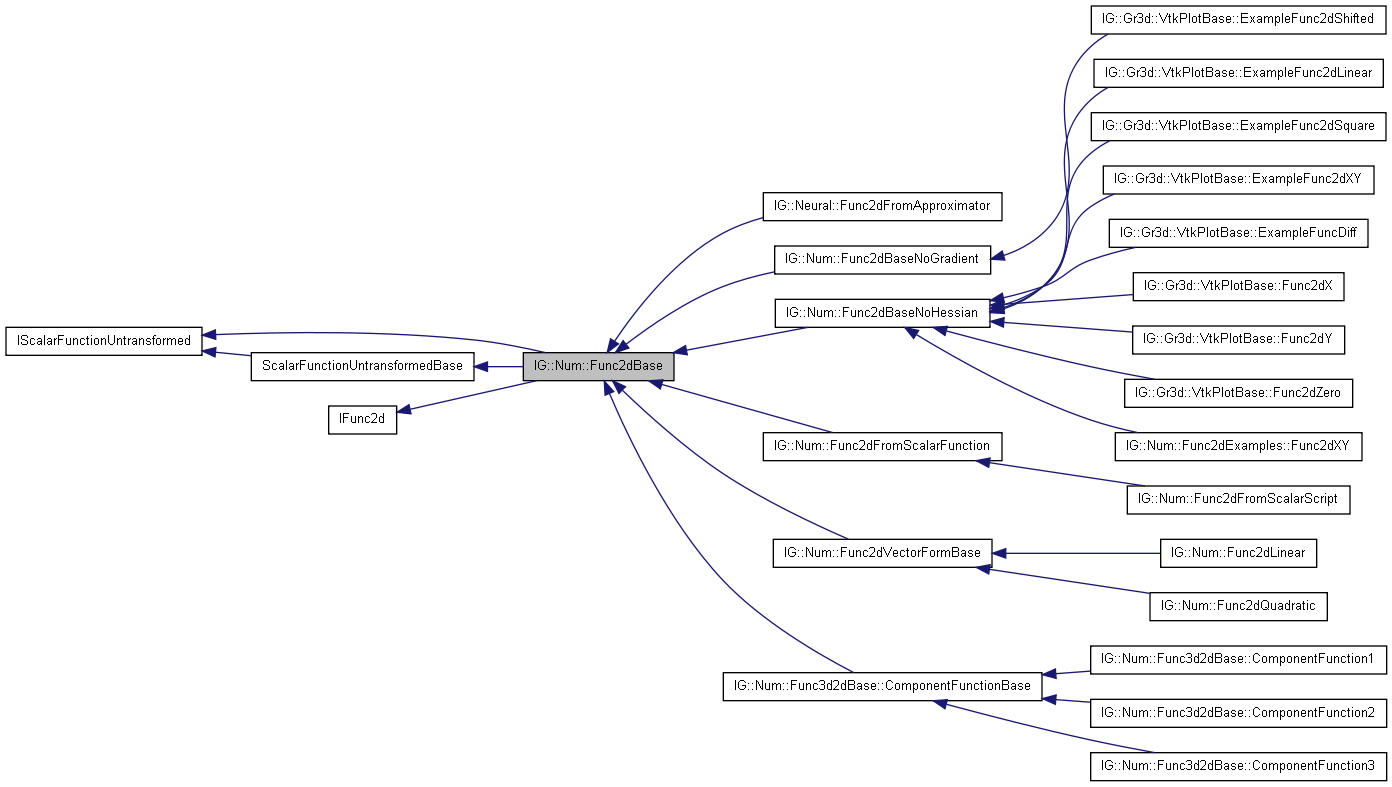 IG::Gr3d::VtkPlotBase::ExampleFunc2dShifted
IG::Gr3d::VtkPlotBase::ExampleFunc2dLinear
IG::Gr3d::VtkPlotBase::ExampleFunc2dSquare
IG::Gr3d::VtkPlotBase::ExampleFunc2dXY
IG::Neural::Func2dFromApproximator
IG::Gr3d::VtkPlotBase::ExampleFuncDiff
IG::Num::Func2dBaseNoGradient
IG::Gr3d::VtkPlotBase::Func2dX
IG::Num::Func2dBaseNoHessian
IScalarFunctionUntransformed
IG::Gr3d::VtkPlotBase::Func2dY
ScalarFunctionUntransformedBase
IG::Num::Func2dBase
IG::Gr3d::VtkPlotBase::Func2dZero
IFunc2d
IG::Num::Func2dFromScalarFunction
IG::Num::Func2dExamples::Func2dXY
IG::Num::Func2dFromScalarScript
IG::Num::Func2dVectorFormBase
IG::Num::Func2dLinear
IG::Num::Func2dQuadratic
IG::Num::Func3d2dBase::ComponentFunction1
IG::Num::Func3d2dBase::ComponentFunctionBase
IG::Num::Func3d2dBase::ComponentFunction2
IG::Num::Func3d2dBase::ComponentFunction3